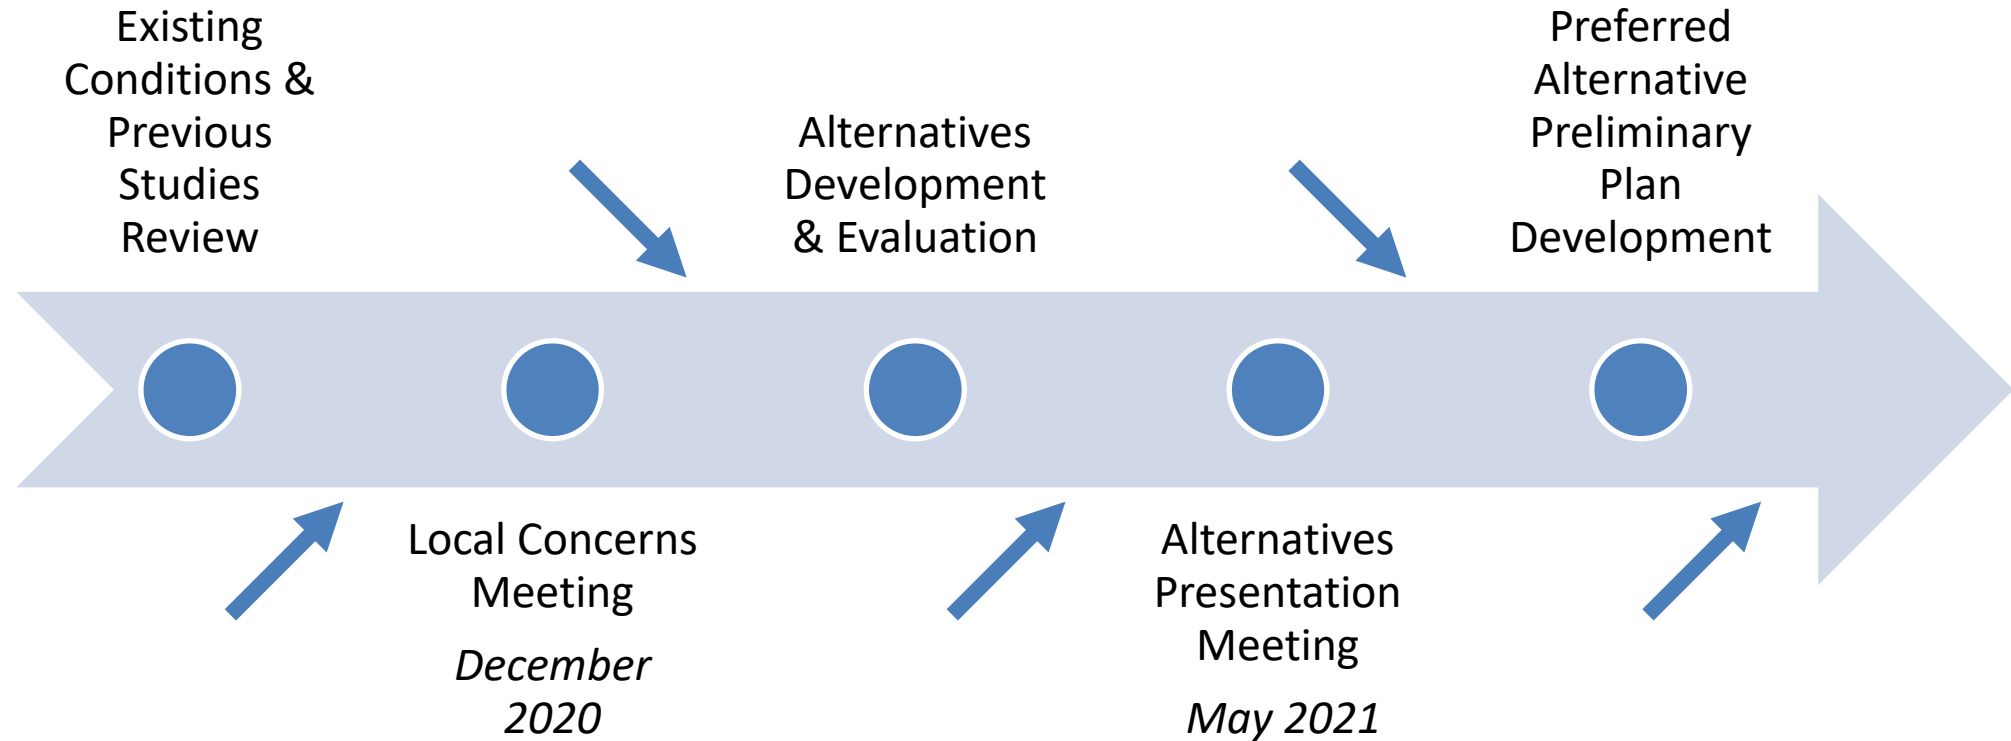 Existing
Conditions &
Previous
Studies
Review
Local Concerns
Meeting
December
2020
Alternatives
Development
& Evaluation
Alternatives
Presentation
Meeting
May 2021
Preferred
Alternative
Preliminary
Plan
Development